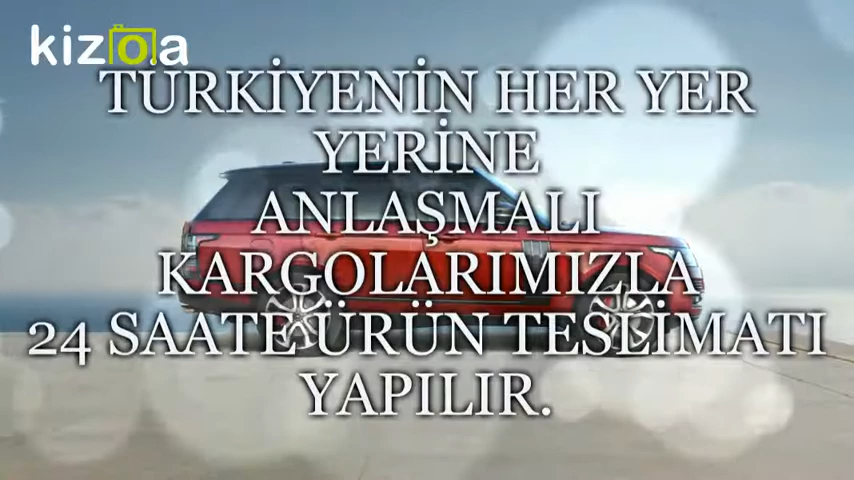 kizoa
TÜRKİYENİN HER YER
YERİNE
ANLAŞMALI
KARGOLARIMIZLA
24 SAATE ÜRÜN TESLİMATI
YAPILIR.